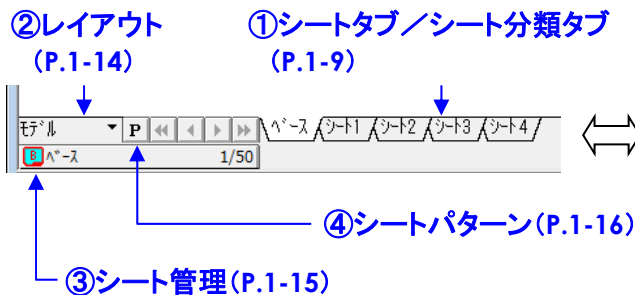 ②レイアウト
(P.1-14)
①シートタブ／シート分類タブ
(P.1-9)
モデル P ベース シート1 シート2 シート3 シート4
B ベース 1/50
④シートパターン(P.1-16)
③シート管理(P.1-15)